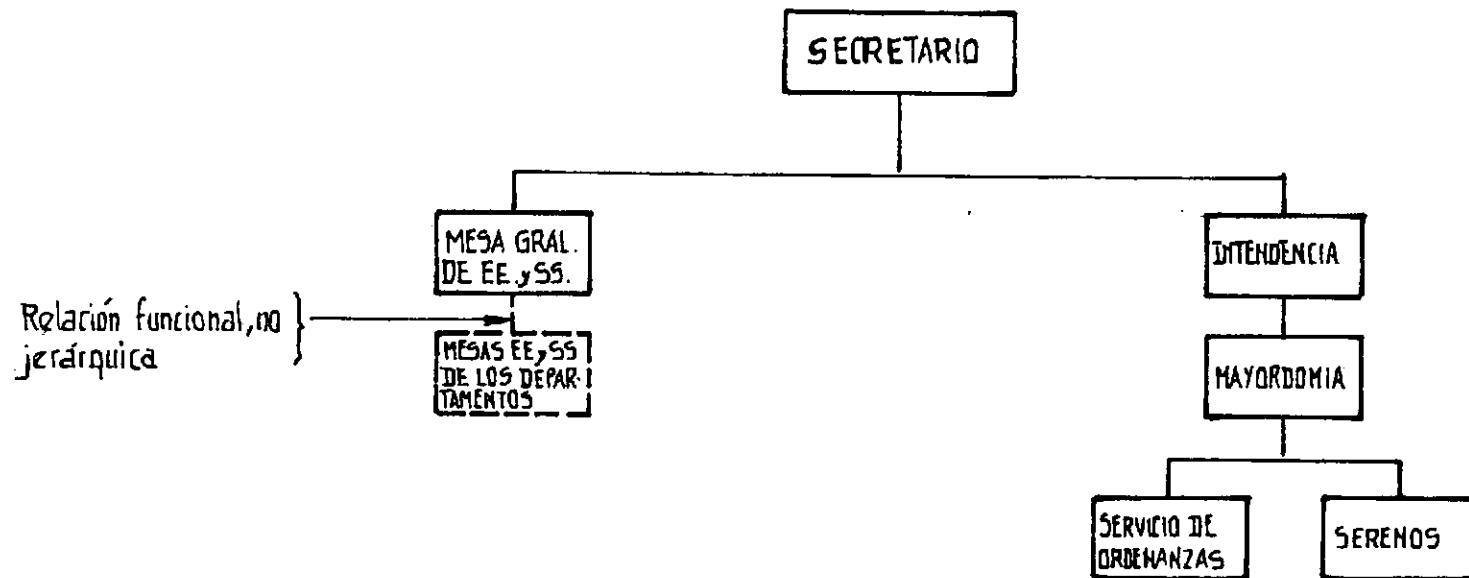 SECRETARIO
MESA GRAL.
DE EE. y SS.
INTENDENCIA
Relación funcional, no
jerárquica
MESAS EE. y SS
DE LOS DEPAR-
TAMENTOS
MAYORDOMIA
SERVICIO DE
ORDENANZAS
SERENOS